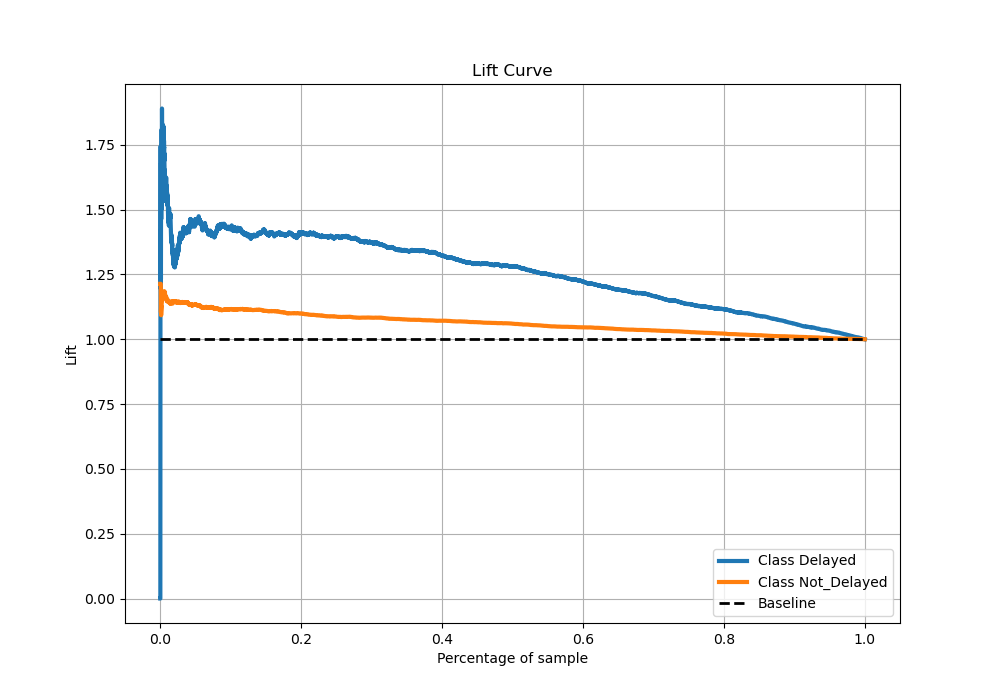 Lift Curve
Lift
1.75
1.50
1.25
1.00
0.75
0.50
0.25
0.00
0.0 0.2 0.4 0.6 0.8 1.0
Percentage of sample
Class Delayed
Class Not_Delayed
Baseline